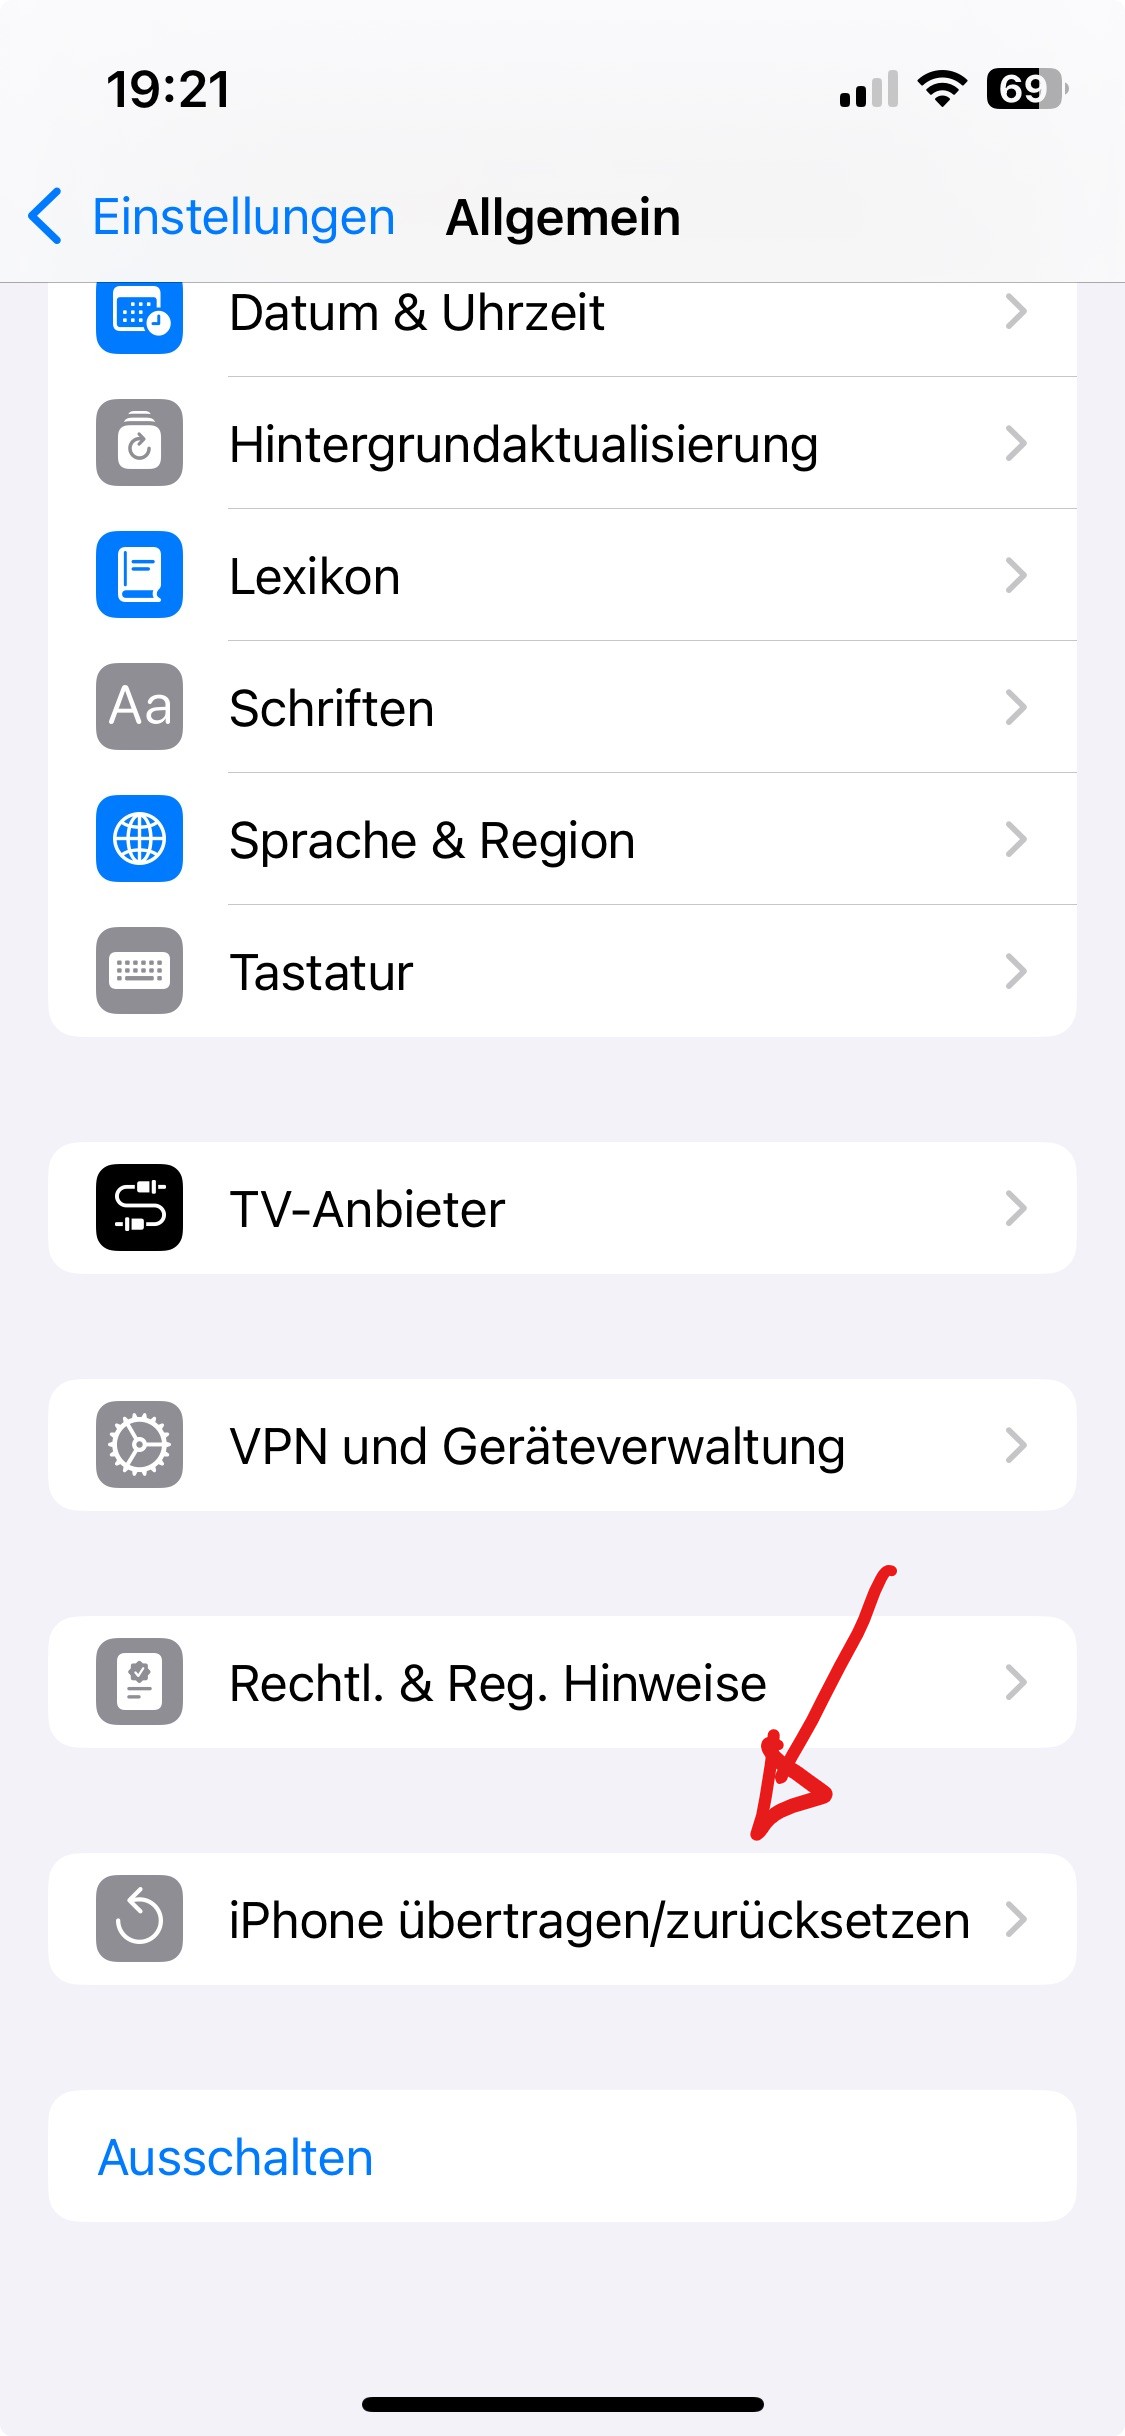 19:21
69
Einstellungen
Allgemein
Datum & Uhrzeit
Hintergrundaktualisierung
Lexikon
Aa
Schriften
Sprache & Region
Tastatur
TV-Anbieter
VPN und Geräteverwaltung
Rechtl. & Reg. Hinweise
iPhone übertragen/zurücksetzen
Ausschalten